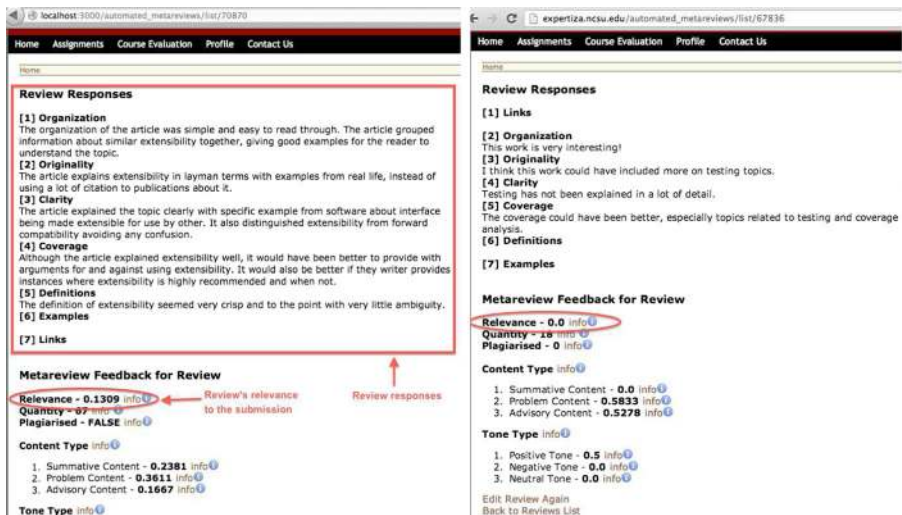 localhost:3000/automated_metareviews/list/70870
Home Assignments Course Evaluation Profile Contact Us
Home
Review Responses
[1] Organization
The organization of the article was simple and easy to read through. The article grouped
information about similar extensibility together, giving good examples for the reader to
understand the topic.
[2] Originality
The article explains extensibility in layman terms with examples from real life, instead of
using a lot of citation to publications about it.
[3] Clarity
The article explained the topic clearly with specific example from software about interface
being made extensible for use by other. It also distinguished extensibility from forward
compatibility avoiding any confusion.
[4] Coverage
Although the article explained extensibility well, it would have been better to provide with
arguments for and against using extensibility. It would also be better if they writer provides
instances where extensibility is highly recommended and when not.
[5] Definitions
The definition of extensibility seemed very crisp and to the point with very little ambiguity.
[6] Examples
[7] Links
Metareview Feedback for Review
Relevance - 0.1309 info
Review's relevance
to the submission
Review responses
Quantity - 67 info
Plagiarised - FALSE info
Content Type info
1. Summative Content - 0.2381 info
2. Problem Content - 0.3611 info
3. Advisory Content - 0.1667 info
Tone Type info
expertiza.ncsu.edu/automated_metareviews/list/67836
Home Assignments Course Evaluation Profile Contact Us
Home
Review Responses
[1] Links
[2] Organization
This work is very interesting!
[3] Originality
I think this work could have included more on testing topics.
[4] Clarity
Testing has not been explained in a lot of detail.
[5] Coverage
The coverage could have been better, especially topics related to testing and coverage
analysis.
[6] Definitions
[7] Examples
Metareview Feedback for Review
Relevance - 0.0 info
Quantity - 18 info
Plagiarised - 0 info
Content Type info
1. Summative Content - 0.0 info
2. Problem Content - 0.5833 info
3. Advisory Content - 0.5278 info
Tone Type info
1. Positive Tone - 0.5 info
2. Negative Tone - 0.0 info
3. Neutral Tone - 0.0 info
Edit Review Again
Back to Reviews List